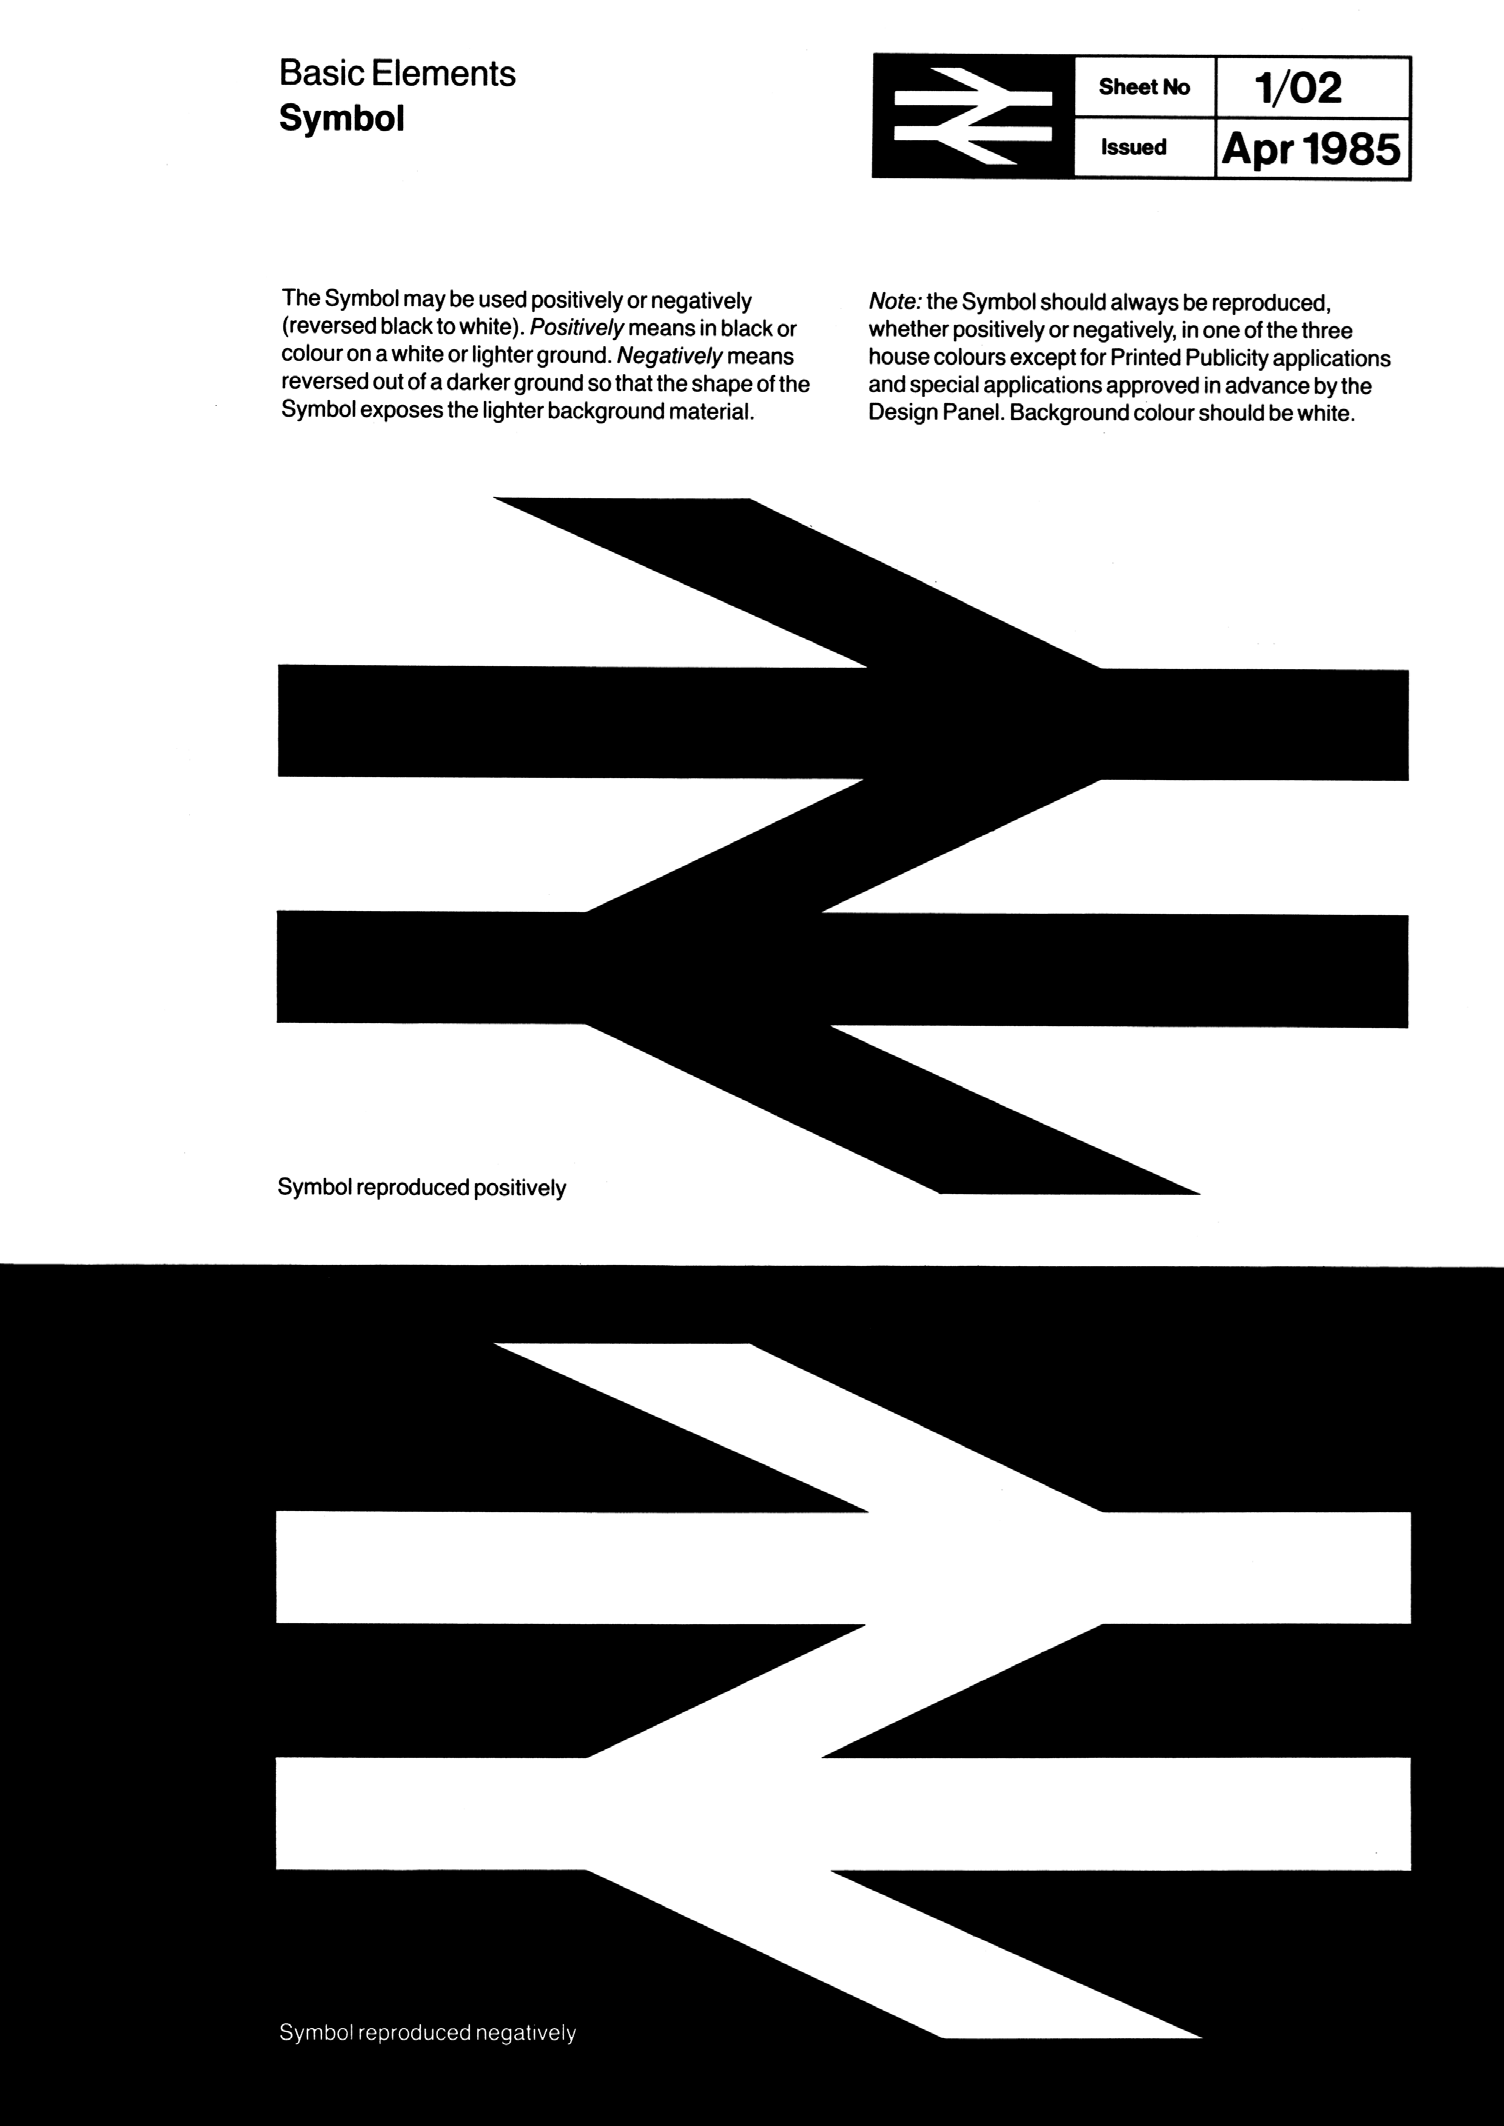 Basic Elements
Symbol
Sheet No 1/02
Issued Apr 1985
The Symbol may be used positively or negatively
(reversed black to white). Positively means in black or
colour on a white or lighter ground. Negatively means
reversed out of a darker ground so that the shape of the
Symbol exposes the lighter background material.
Note: the Symbol should always be reproduced,
whether positively or negatively, in one of the three
house colours except for Printed Publicity applications
and special applications approved in advance by the
Design Panel. Background colour should be white.
Symbol reproduced positively
Symbol reproduced negatively